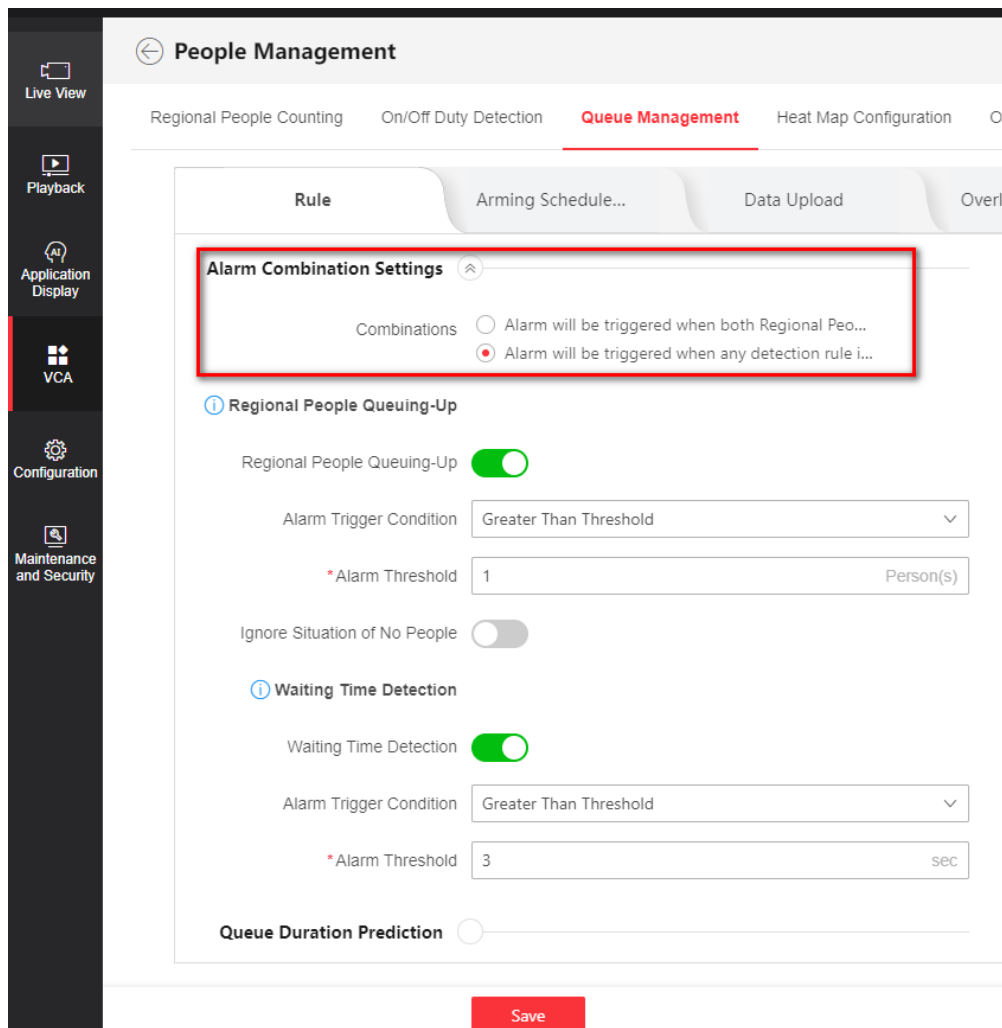 People Management
Live View
Regional People Counting On/Off Duty Detection Queue Management Heat Map Configuration O
Playback
Rule Arming Schedule... Data Upload Overl
AI
Application
Display
Alarm Combination Settings
Combinations Alarm will be triggered when both Regional Peo...
Alarm will be triggered when any detection rule i...
VCA
Regional People Queuing-Up
Regional People Queuing-Up
Configuration
Alarm Trigger Condition Greater Than Threshold
Maintenance
and Security
*Alarm Threshold 1 Person(s)
Ignore Situation of No People
Waiting Time Detection
Waiting Time Detection
Alarm Trigger Condition Greater Than Threshold
*Alarm Threshold 3 sec
Queue Duration Prediction
Save